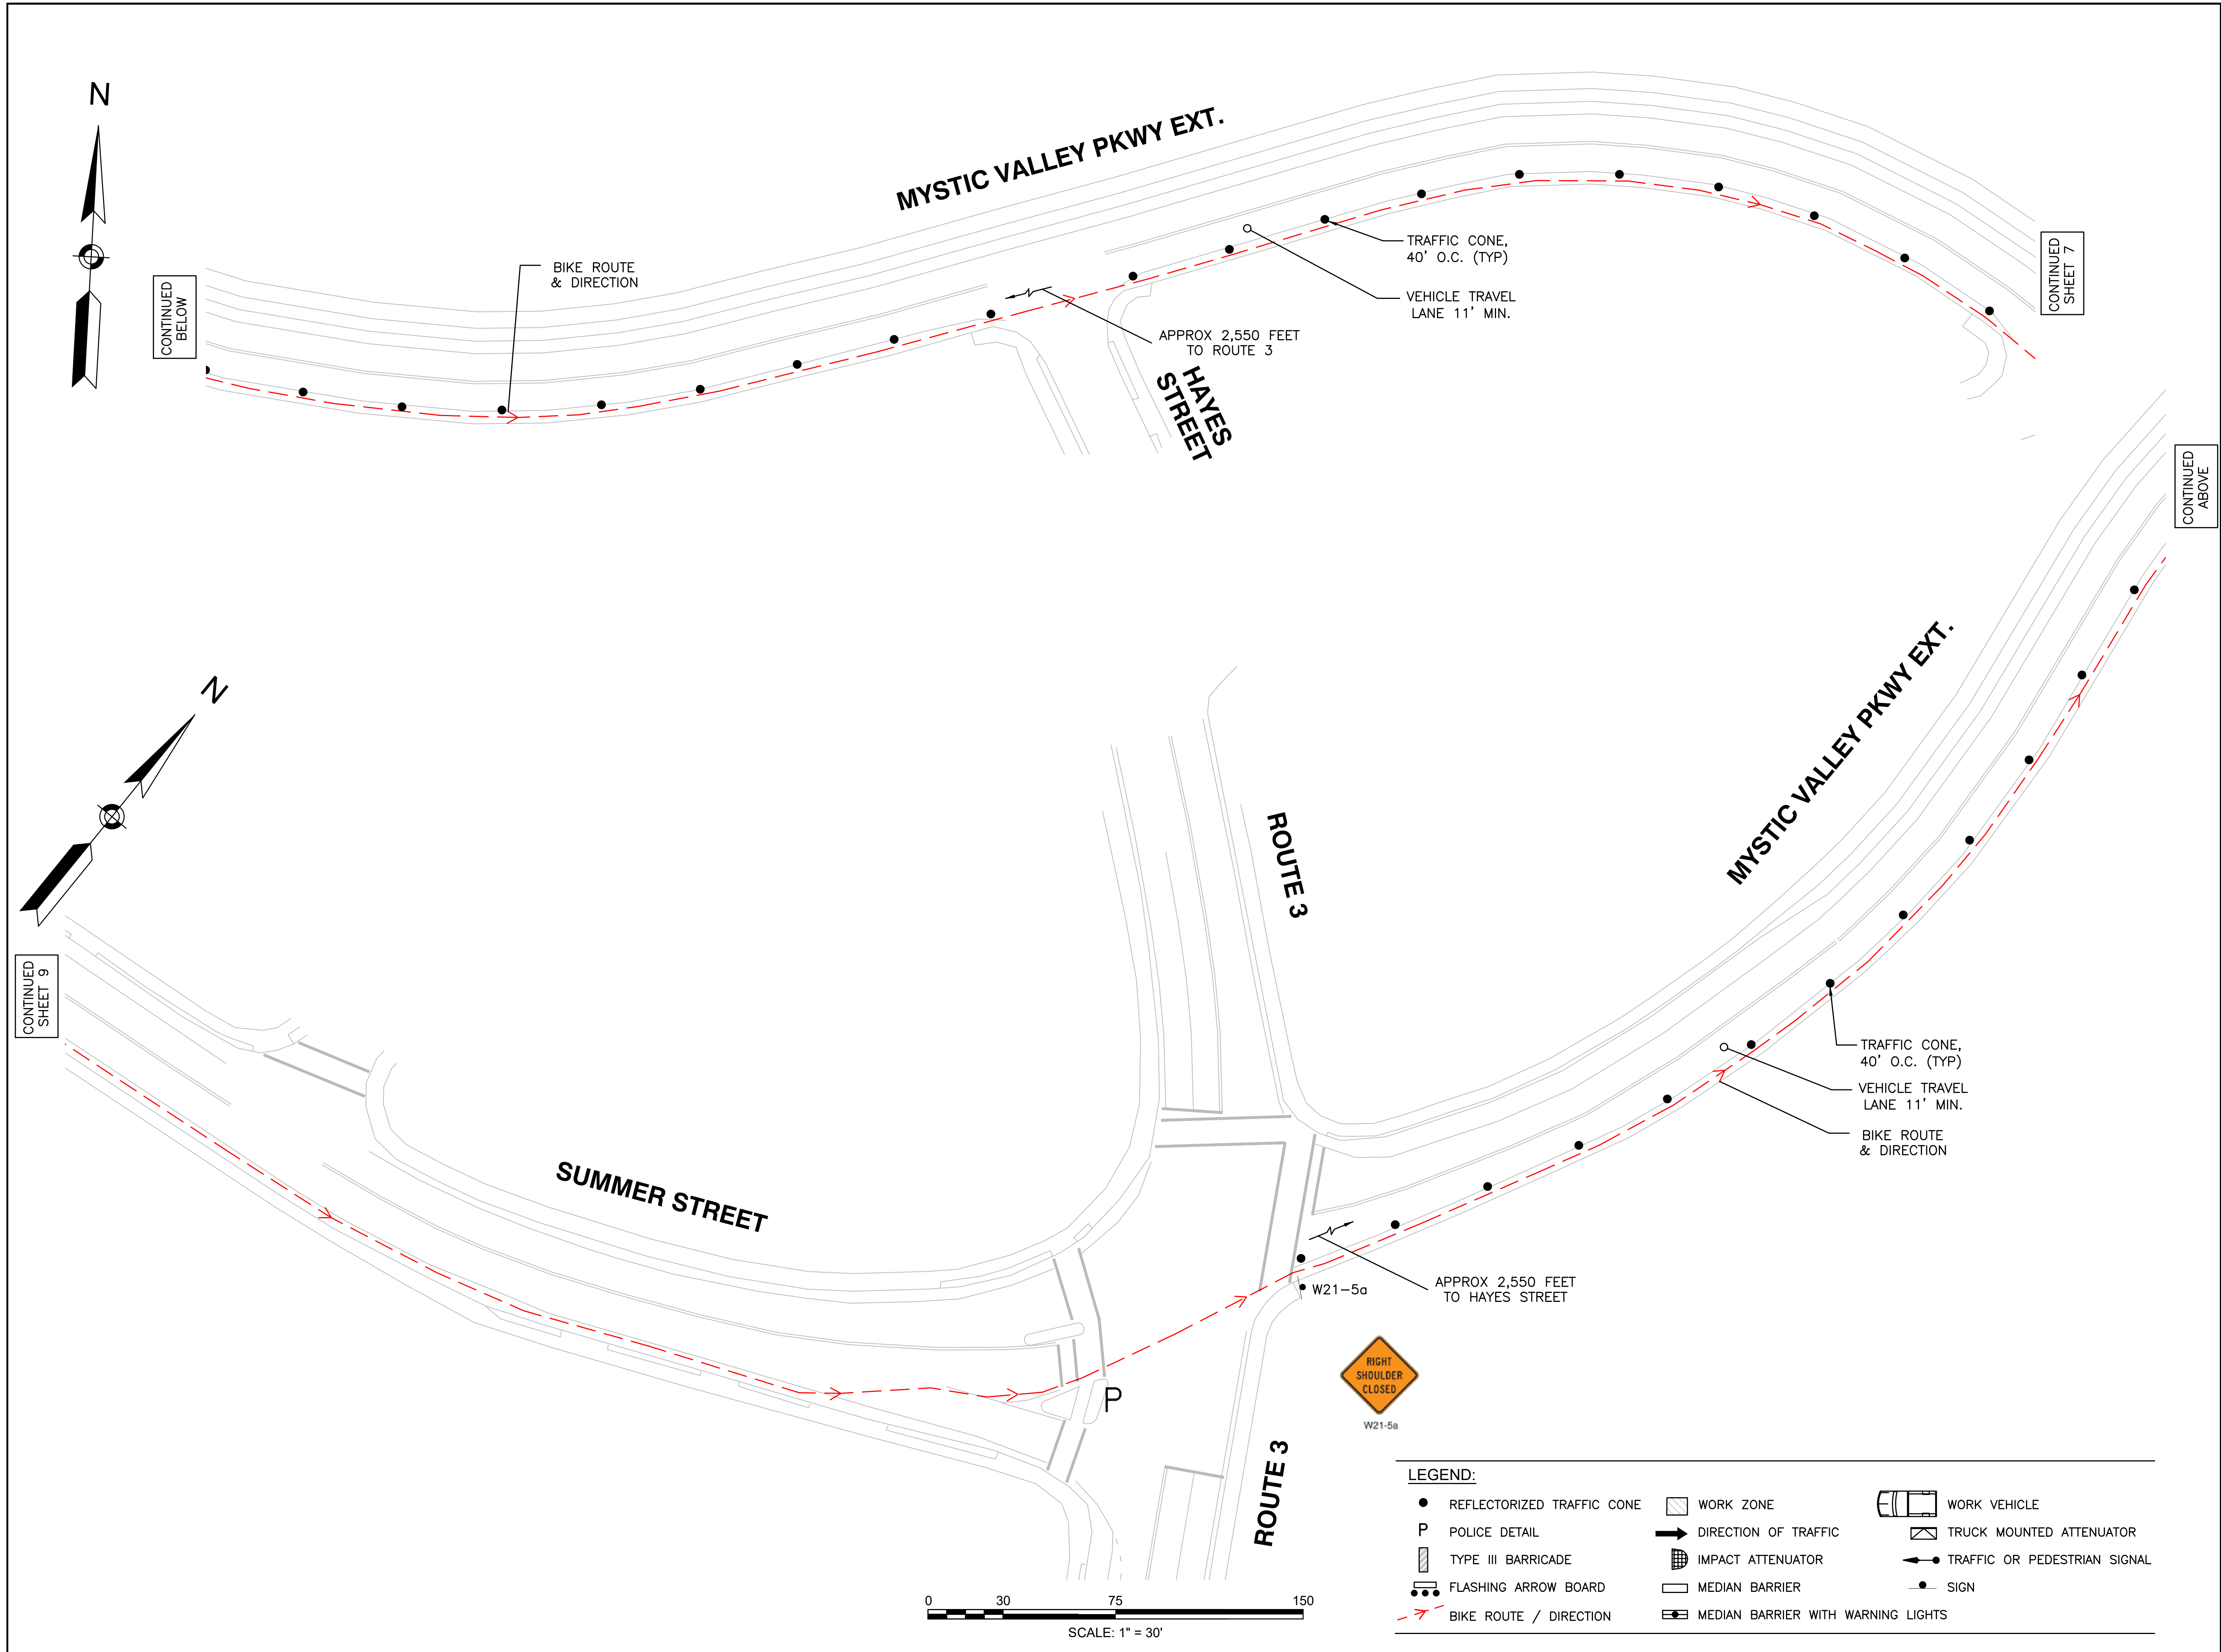 N
MYSTIC VALLEY PKWY EXT.
CONTINUED
BELOW
BIKE ROUTE
& DIRECTION
TRAFFIC CONE,
40' O.C. (TYP)
VEHICLE TRAVEL
LANE 11' MIN.
APPROX 2,550 FEET
TO ROUTE 3
HAYES
STREET
CONTINUED
SHEET 7
CONTINUED
ABOVE
N
CONTINUED
SHEET 9
SUMMER STREET
ROUTE 3
MYSTIC VALLEY PKWY EXT.
TRAFFIC CONE,
40' O.C. (TYP)
VEHICLE TRAVEL
LANE 11' MIN.
BIKE ROUTE
& DIRECTION
APPROX 2,550 FEET
TO HAYES STREET
W21-5a
P
RIGHT
SHOULDER
CLOSED
W21-5a
ROUTE 3
LEGEND:
REFLECTORIZED TRAFFIC CONE
P POLICE DETAIL
TYPE III BARRICADE
FLASHING ARROW BOARD
BIKE ROUTE / DIRECTION
WORK ZONE
DIRECTION OF TRAFFIC
IMPACT ATTENUATOR
MEDIAN BARRIER
MEDIAN BARRIER WITH WARNING LIGHTS
WORK VEHICLE
TRUCK MOUNTED ATTENUATOR
TRAFFIC OR PEDESTRIAN SIGNAL
SIGN
0 30 75 150
SCALE: 1" = 30'